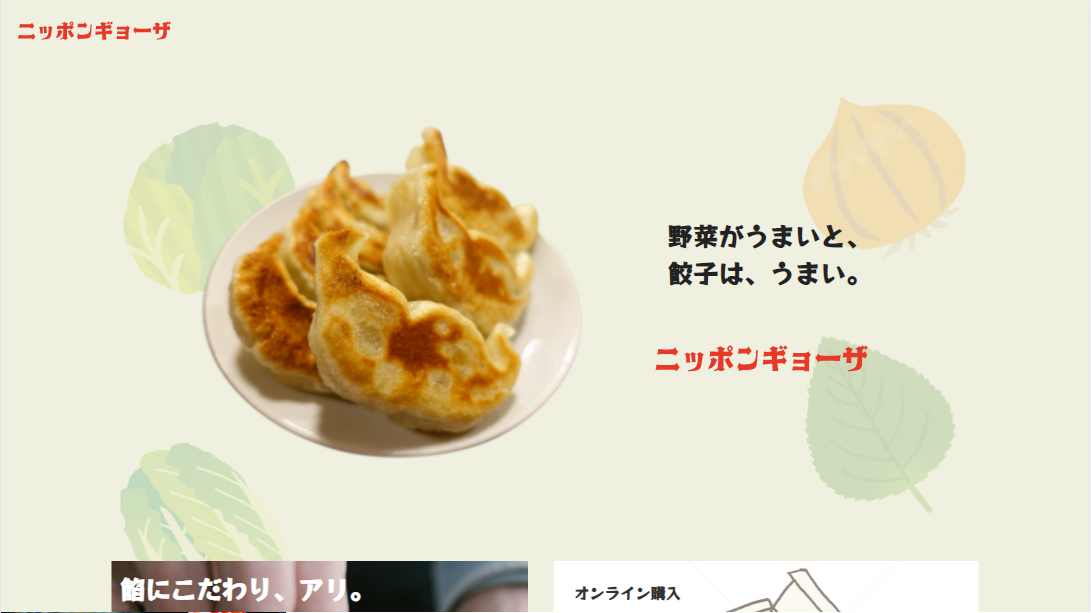 ニッポンギョーザ
野菜がうまいと、
餃子は、うまい。
ニッポンギョーザ
餡にこだわり、アリ。
オンライン購入